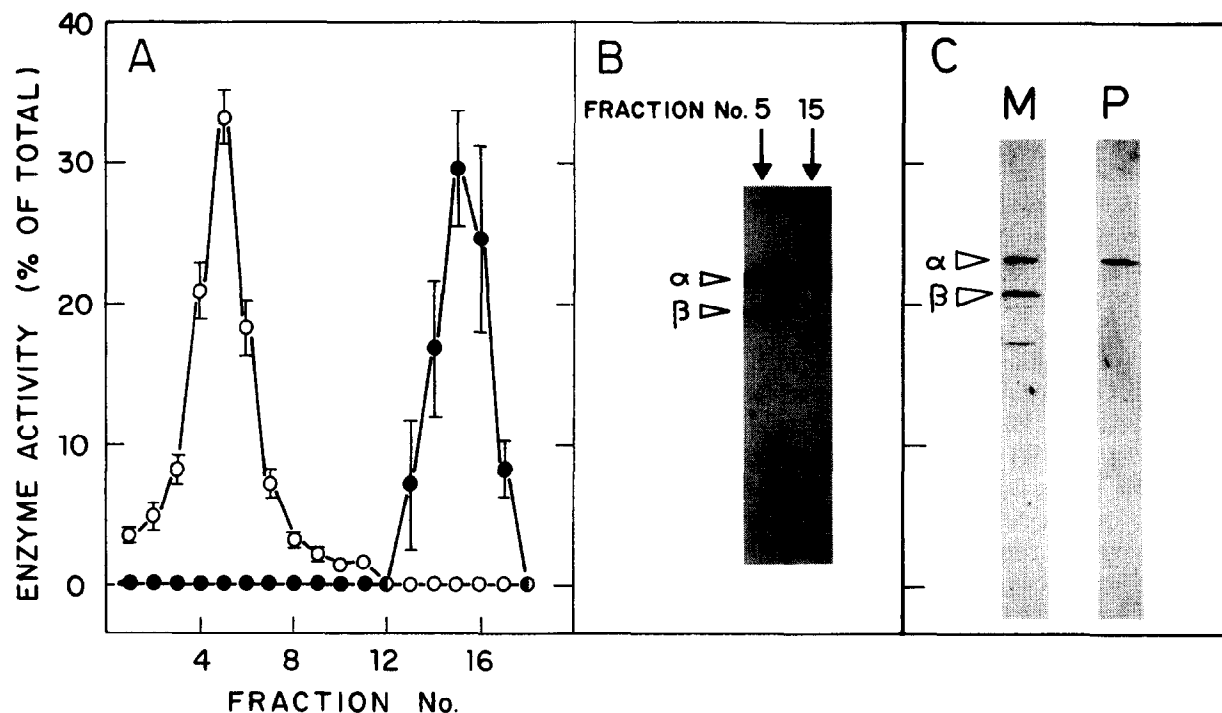 ENZYME ACTIVITY (% OF TOTAL)
40
30
20
10
0
A
4
8
12
16
FRACTION No.
B
FRACTION No. 5 15
α
β
C
M P
α
β